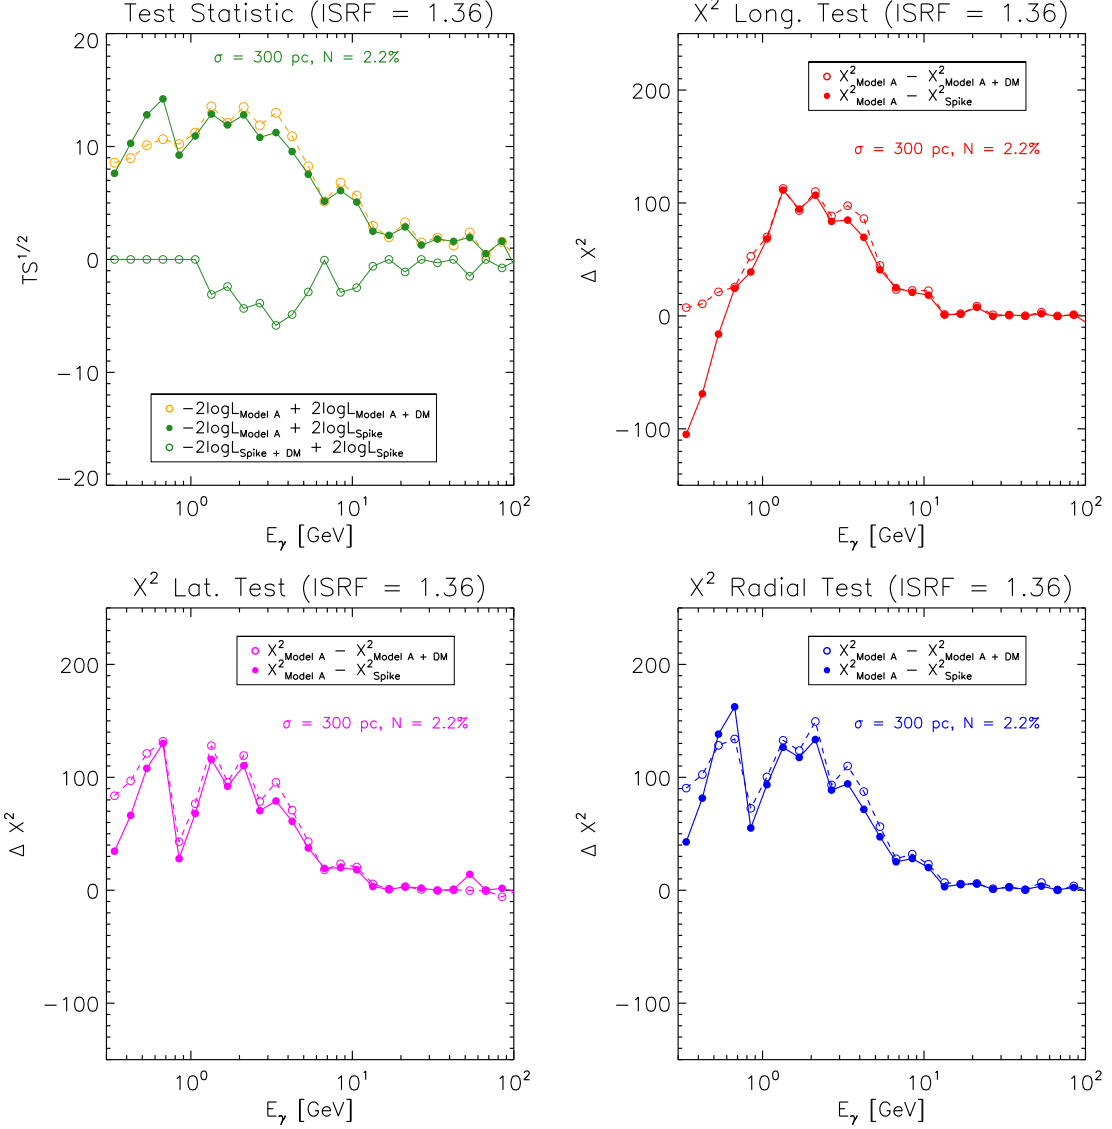 Test Statistic (ISRF = 1.36)
σ = 300 pc, N = 2.2%
20
10
0
−10
−20
TS^1/2
−2logL_Model A + 2logL_Model A + DM
−2logL_Model A + 2logL_Spike
−2logL_Spike + DM + 2logL_Spike
10^0
10^1
10^2
E_γ [GeV]
X^2 Long. Test (ISRF = 1.36)
X^2_Model A − X^2_Model A + DM
X^2_Model A − X^2_Spike
σ = 300 pc, N = 2.2%
200
100
0
−100
Δ X^2
10^0
10^1
10^2
E_γ [GeV]
X^2 Lat. Test (ISRF = 1.36)
X^2_Model A − X^2_Model A + DM
X^2_Model A − X^2_Spike
σ = 300 pc, N = 2.2%
200
100
0
−100
Δ X^2
10^0
10^1
10^2
E_γ [GeV]
X^2 Radial Test (ISRF = 1.36)
X^2_Model A − X^2_Model A + DM
X^2_Model A − X^2_Spike
σ = 300 pc, N = 2.2%
200
100
0
−100
Δ X^2
10^0
10^1
10^2
E_γ [GeV]